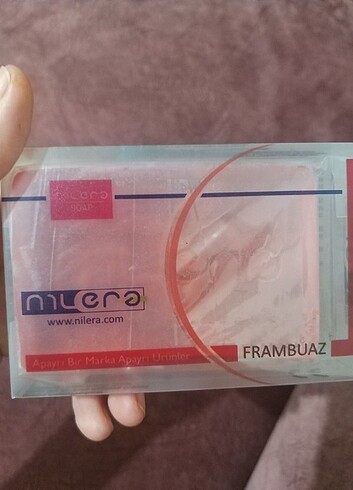 nilera
SOAP
nilera
www.nilera.com
Apayrı Bir Marka Apayrı Ürünler
FRAMBUAZ